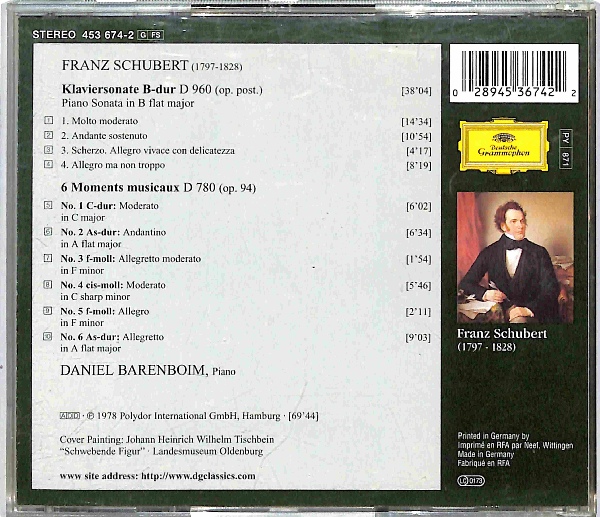 STEREO 453 674-2 G FS
FRANZ SCHUBERT (1797-1828)
Klaviersonate B-dur D 960 (op. post.) [38'04]
Piano Sonata in B flat major
1 1. Molto moderato [14'34]
2 2. Andante sostenuto [10'54]
3 3. Scherzo. Allegro vivace con delicatezza [4'17]
4 4. Allegro ma non troppo [8'19]
6 Moments musicaux D 780 (op. 94)
5 No. 1 C-dur: Moderato [6'02]
in C major
6 No. 2 As-dur: Andantino [6'34]
in A flat major
7 No. 3 f-moll: Allegretto moderato [1'54]
in F minor
8 No. 4 cis-moll: Moderato [5'46]
in C sharp minor
9 No. 5 f-moll: Allegro [2'11]
in F minor
10 No. 6 As-dur: Allegretto [9'03]
in A flat major
DANIEL BARENBOIM, Piano
ADD · ℗ 1978 Polydor International GmbH, Hamburg · [69'44]
Cover Painting: Johann Heinrich Wilhelm Tischbein
"Schwebende Figur" · Landesmuseum Oldenburg
www site address: http://www.dgclassics.com
0 28945 36742 2
Deutsche
Grammophon
PY 871
Franz Schubert
(1797 - 1828)
Printed in Germany by
Imprimé en RFA par Neef, Wittingen
Made in Germany
Fabriqué en RFA
LC 0173